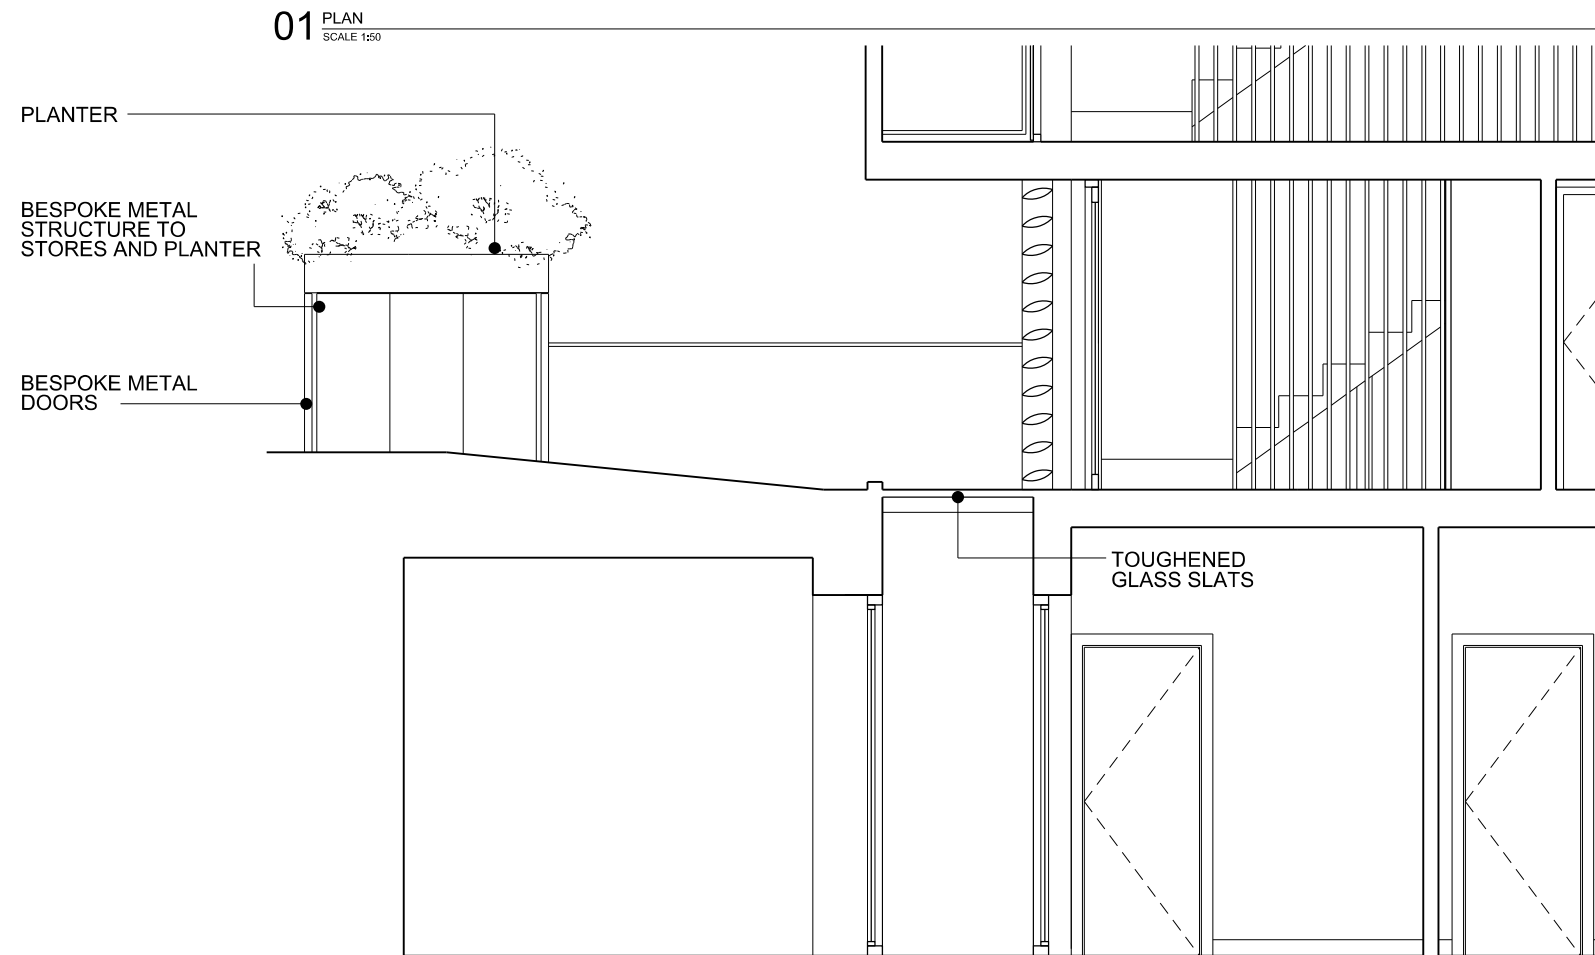 01 PLAN
SCALE 1:50
PLANTER
BESPOKE METAL
STRUCTURE TO
STORES AND PLANTER
BESPOKE METAL
DOORS
TOUGHENED
GLASS SLATS